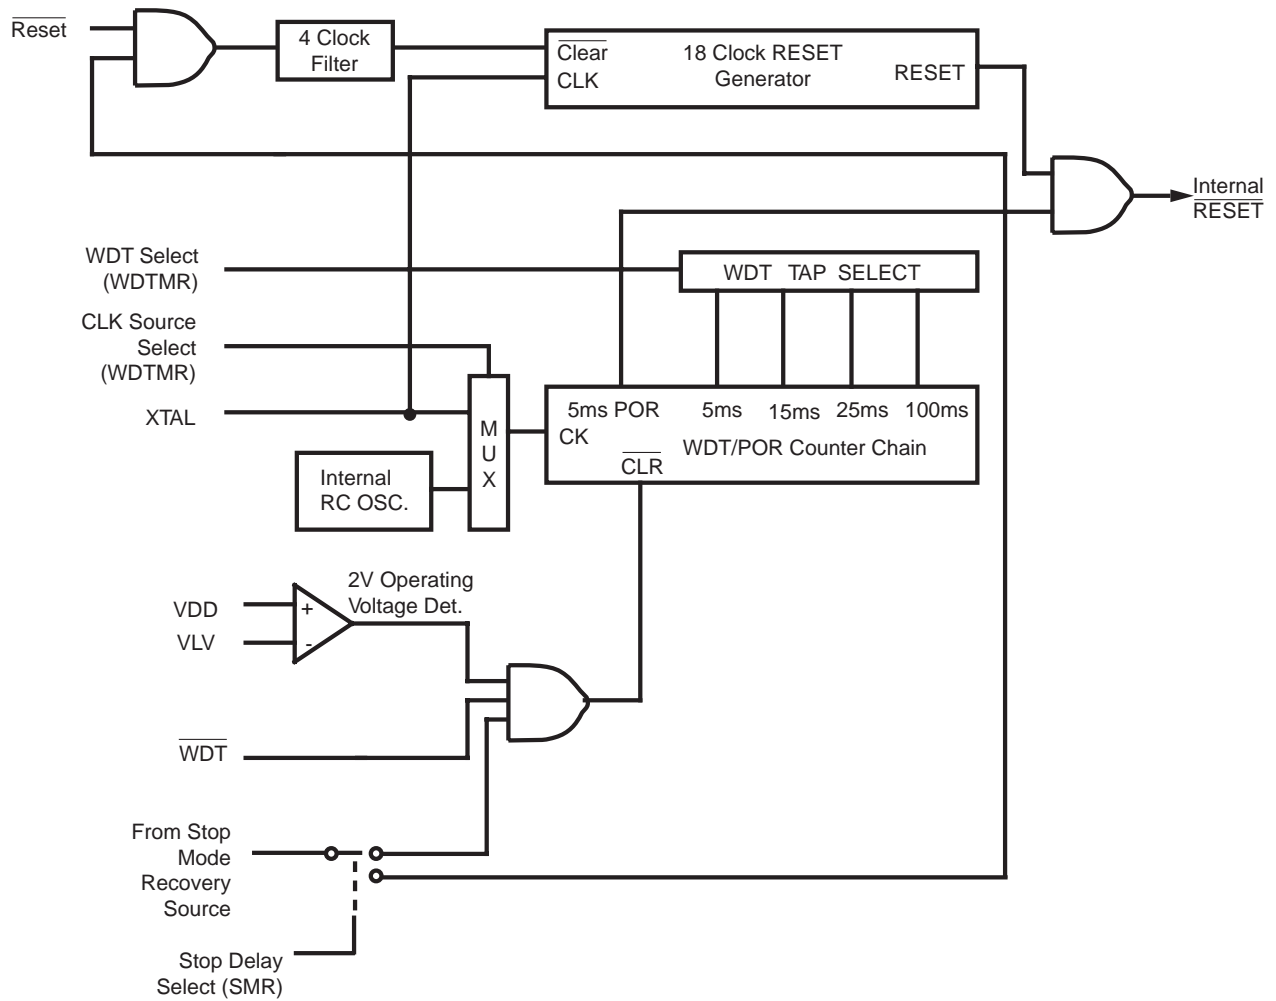 Reset
4 Clock
Filter
Clear
CLK
18 Clock RESET
Generator
RESET
Internal
RESET
WDT Select
(WDTMR)
WDT TAP SELECT
CLK Source
Select
(WDTMR)
XTAL
M
U
X
5ms POR
5ms
15ms
25ms
100ms
CK
WDT/POR Counter Chain
CLR
Internal
RC OSC.
2V Operating
Voltage Det.
VDD
+
VLV
-
WDT
From Stop
Mode
Recovery
Source
Stop Delay
Select (SMR)